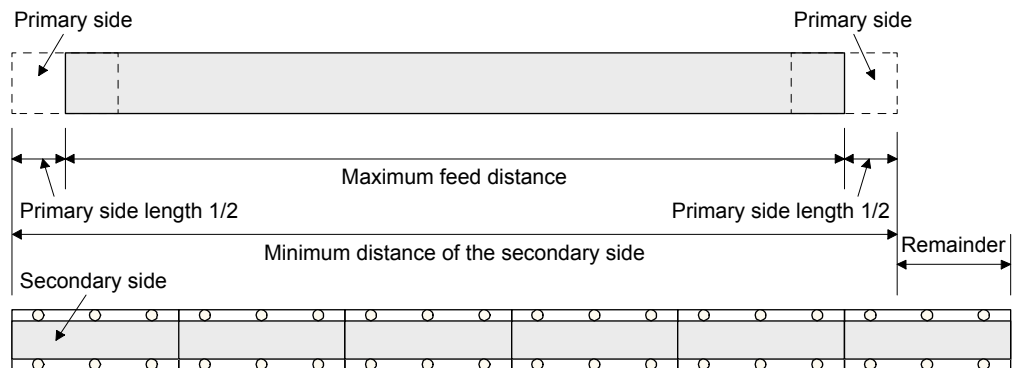 Primary side
Primary side
Maximum feed distance
Primary side length 1/2
Primary side length 1/2
Minimum distance of the secondary side
Remainder
Secondary side